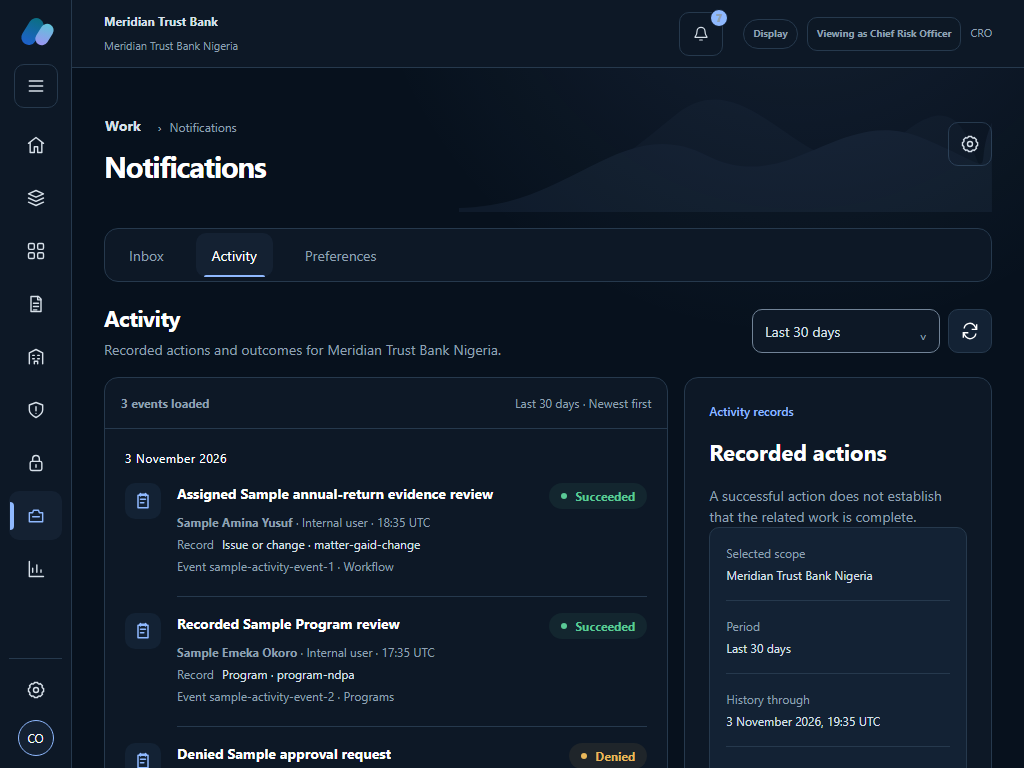 Meridian Trust Bank
Meridian Trust Bank Nigeria
7
Display
Viewing as Chief Risk Officer
CRO
Work › Notifications
Notifications
Inbox
Activity
Preferences
Activity
Recorded actions and outcomes for Meridian Trust Bank Nigeria.
Last 30 days
3 events loaded
Last 30 days · Newest first
3 November 2026
Assigned Sample annual-return evidence review
Succeeded
Sample Amina Yusuf · Internal user · 18:35 UTC
Record Issue or change · matter-gaid-change
Event sample-activity-event-1 · Workflow
Recorded Sample Program review
Succeeded
Sample Emeka Okoro · Internal user · 17:35 UTC
Record Program · program-ndpa
Event sample-activity-event-2 · Programs
Denied Sample approval request
Denied
Activity records
Recorded actions
A successful action does not establish
that the related work is complete.
Selected scope
Meridian Trust Bank Nigeria
Period
Last 30 days
History through
3 November 2026, 19:35 UTC
CO